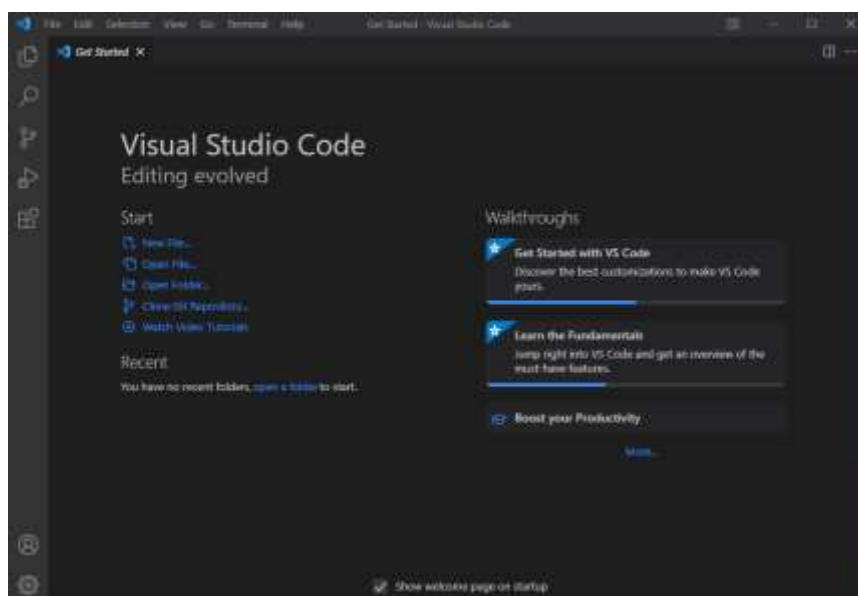 File Edit Selection View Go Terminal Help
Get Started - Visual Studio Code
Get Started
Visual Studio Code
Editing evolved
Start
New File...
Open File...
Open Folder...
Clone Git Repository...
Watch Video Tutorials
Recent
You have no recent folders, open a folder to start.
Walkthroughs
Get Started with VS Code
Discover the best customizations to make VS Code
yours.
Learn the Fundamentals
Jump right into VS Code and get an overview of the
must have features.
Boost your Productivity
More...
Show welcome page on startup